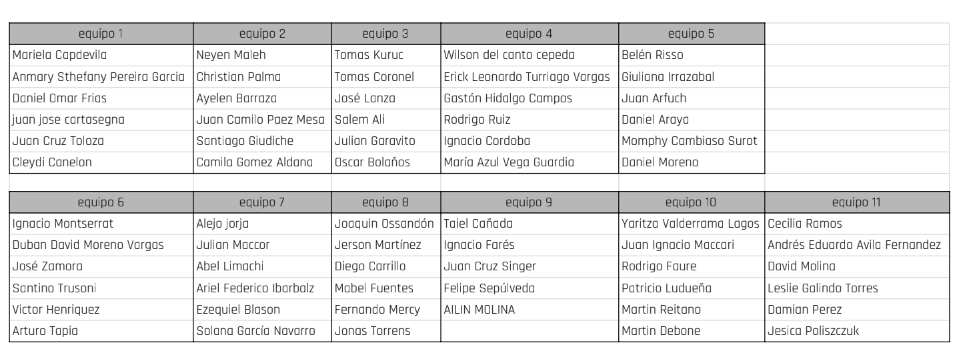 equipo 1 equipo 2 equipo 3 equipo 4 equipo 5
Mariela Capdevila Neyen Maleh Tomas Kuruc Wilson del canto cepeda Belén Risso
Anmary Sthefany Pereira Garcia Christian Palma Tomas Coronel Erick Leonardo Turriago Vargas Giuliana Irrazabal
Daniel Omar Frias Ayelen Barraza José Lanza Gastón Hidalgo Campos Juan Arfuch
juan jose cartasegna Juan Camilo Paez Mesa Salem Ali Rodrigo Ruiz Daniel Araya
Juan Cruz Toloza Santiago Giudiche Julian Garavito Ignacio Cordoba Momphy Cambiaso Surat
Cleydi Canelon Camila Gomez Aldana Oscar Bolaños María Azul Vega Guardia Daniel Moreno
equipo 6 equipo 7 equipo 8 equipo 9 equipo 10 equipo 11
Ignacio Montserrat Alejo jorja Joaquin Ossandón Taiel Cañada Yaritza Valderrama Lagos Cecilia Ramos
Duban David Moreno Vargas Julian Maccor Jerson Martínez Ignacio Farés Juan Ignacio Maccari Andrés Eduardo Avila Fernandez
José Zamora Abel Limachi Diego Carrillo Juan Cruz Singer Rodrigo Faure David Molina
Santino Trusoni Ariel Federico Ibarbalz Mabel Fuentes Felipe Sepúlveda Patricio Ludueña Leslie Galindo Torres
Victor Henriquez Ezequiel Blason Fernando Mercy AILIN MOLINA Martin Reitano Damian Perez
Arturo Tapia Solana García Navarro Jonas Torrens Martin Debone Jesica Poliszczuk